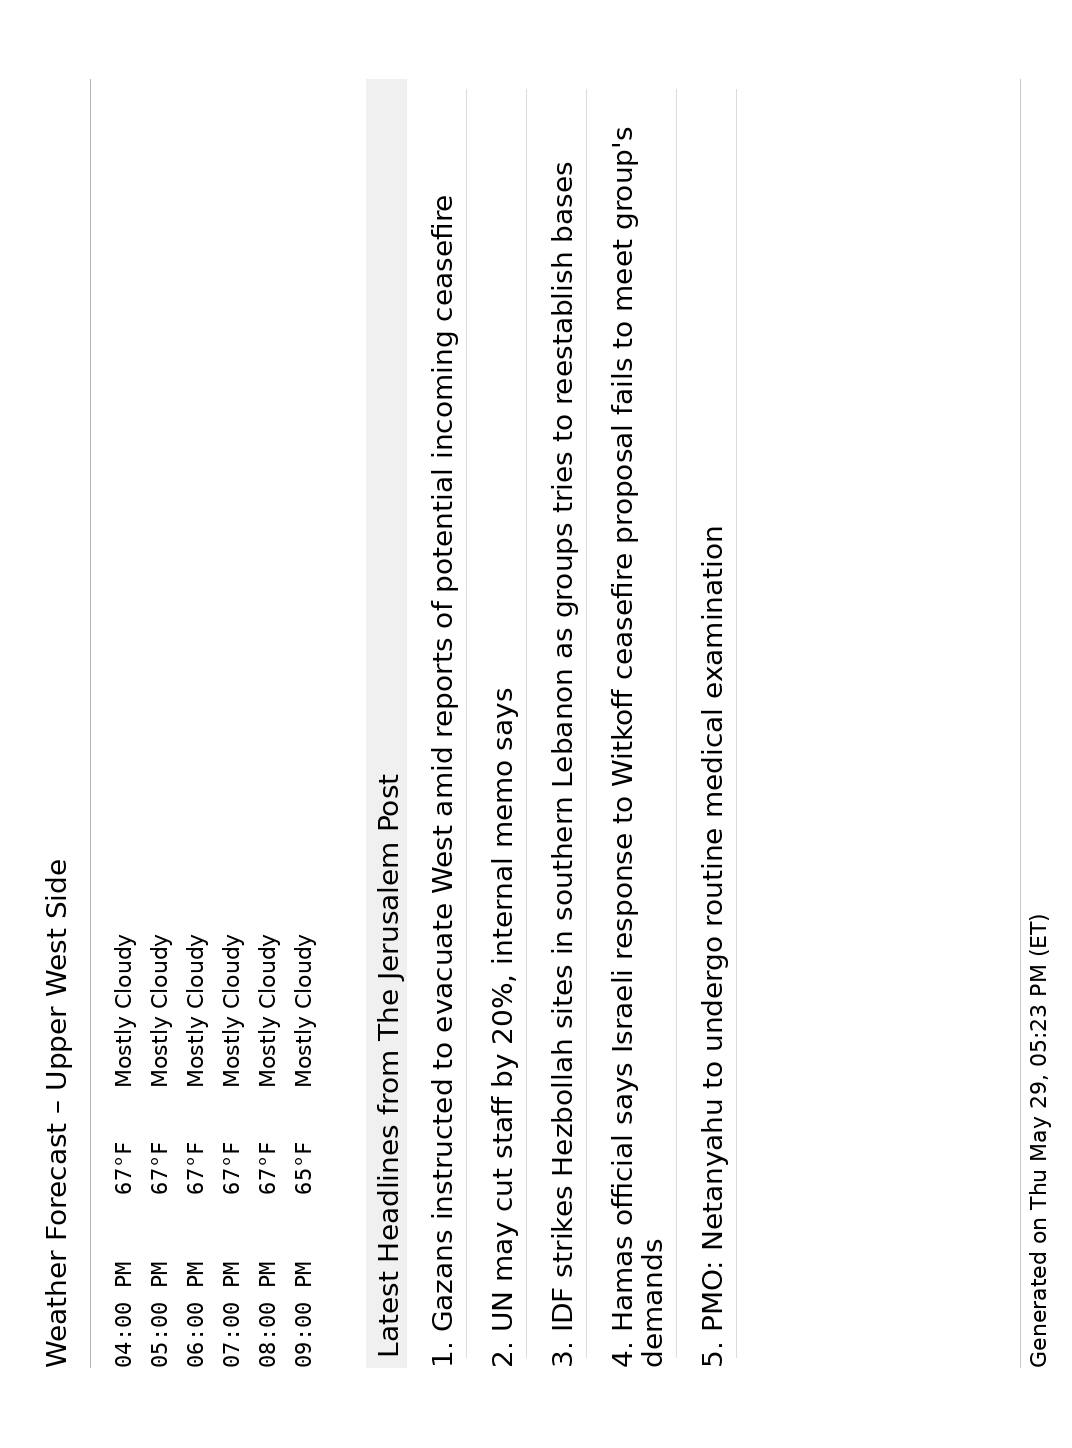 Weather Forecast – Upper West Side
04:00 PM 67°F Mostly Cloudy
05:00 PM 67°F Mostly Cloudy
06:00 PM 67°F Mostly Cloudy
07:00 PM 67°F Mostly Cloudy
08:00 PM 67°F Mostly Cloudy
09:00 PM 65°F Mostly Cloudy
Latest Headlines from The Jerusalem Post
1. Gazans instructed to evacuate West amid reports of potential incoming ceasefire
2. UN may cut staff by 20%, internal memo says
3. IDF strikes Hezbollah sites in southern Lebanon as groups tries to reestablish bases
4. Hamas official says Israeli response to Witkoff ceasefire proposal fails to meet group's
demands
5. PMO: Netanyahu to undergo routine medical examination
Generated on Thu May 29, 05:23 PM (ET)